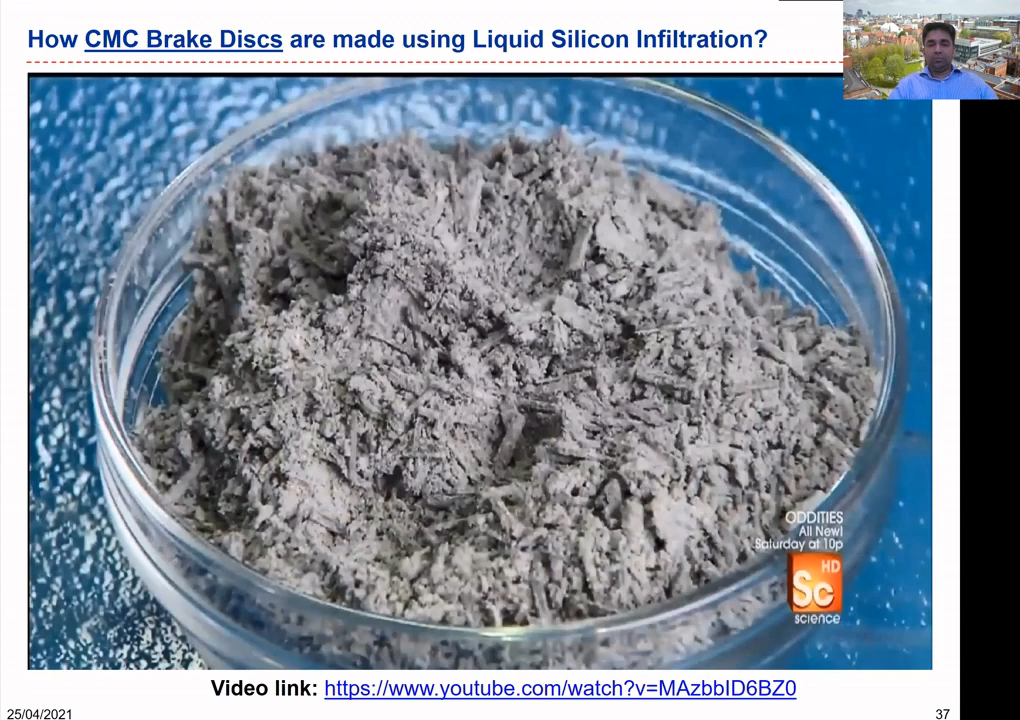 How CMC Brake Discs are made using Liquid Silicon Infiltration?
ODDITIES
All New!
Saturday at 10p
HD
Sc
science
Video link: https://www.youtube.com/watch?v=MAzbbID6BZ0
25/04/2021
37